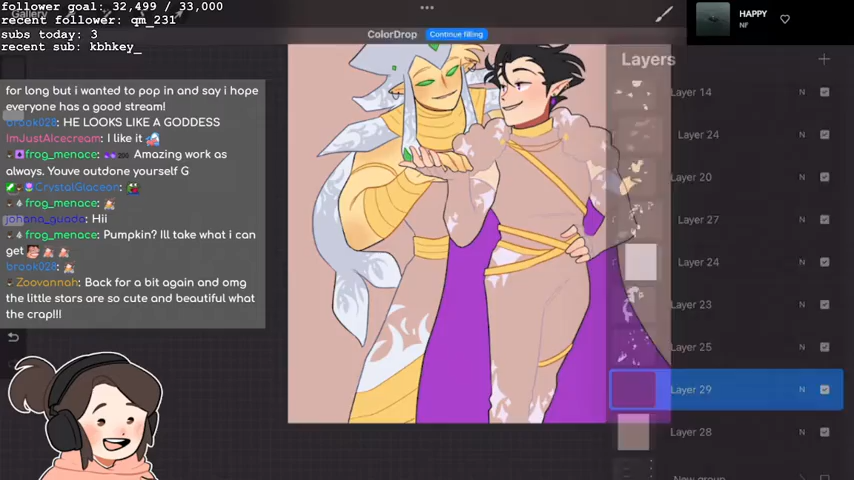 follower goal: 32,499 / 33,000
recent follower: qm_231
subs today: 3
recent sub: kbhkey_
ColorDrop
Continue filling
HAPPY
NF
Layers
for long but i wanted to pop in and say i hope
everyone has a good stream!
brook028: HE LOOKS LIKE A GODDESS
ImJustAIcecream: I like it
frog_menace: Amazing work as
always. Youve outdone yourself G
CrystalGlaceon:
frog_menace:
johana_guada: Hii
frog_menace: Pumpkin? Ill take what i can
get
brook028:
Zoovannah: Back for a bit again and omg
the little stars are so cute and beautiful what
the crap!!!
Layer 14 N
Layer 24 N
Layer 20 N
Layer 27 N
Layer 24 N
Layer 23 N
Layer 25 N
Layer 29 N
Layer 28 N
New group